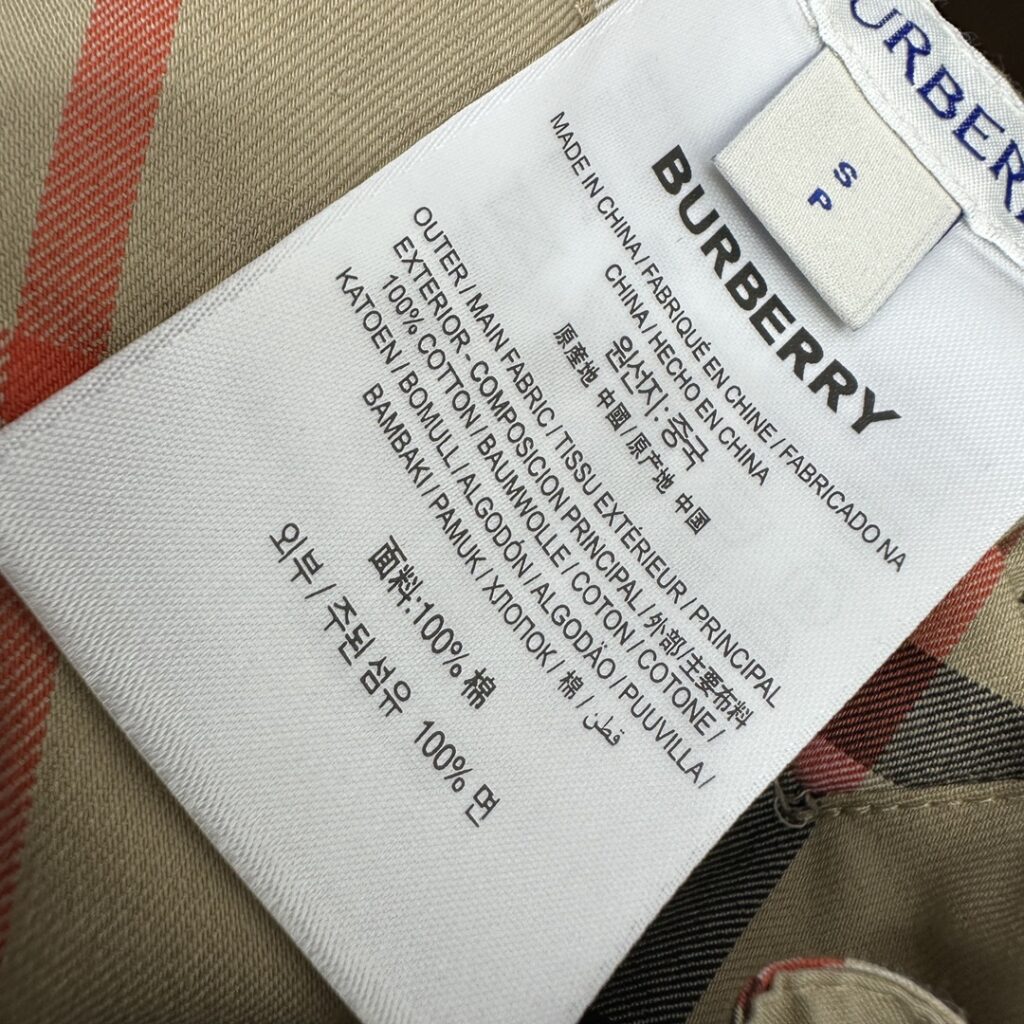 URBERR
S
P
BURBERRY
MADE IN CHINA / FABRIQUÉ EN CHINE / FABRICADO NA
CHINA / HECHO EN CHINA
원선지: 중국
原産地 中國 / 原产地 中国
OUTER / MAIN FABRIC / TISSU EXTÉRIEUR / PRINCIPAL
EXTERIOR - COMPOSICION PRINCIPAL / 外部/主要布料
100% COTTON / BAUMWOLLE / COTON / COTONE /
KATOEN / BOMULL / ALGODÓN / ALGODÃO / PUUVILLA /
BAMBAKI / PAMUK / ХПОПОК / 棉 / قطن
面料:100% 棉
외부 / 주된섬유 100% 면